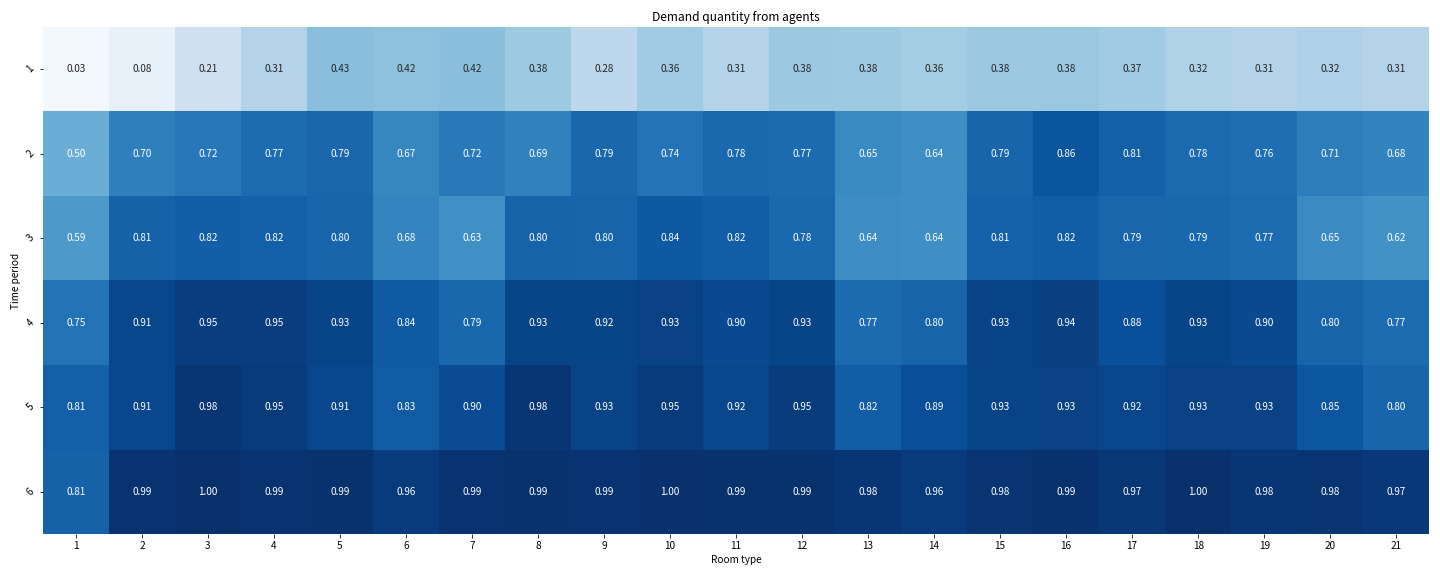 Demand quantity from agents
1 0.03 0.08 0.21 0.31 0.43 0.42 0.42 0.38 0.28 0.36 0.31 0.38 0.38 0.36 0.38 0.38 0.37 0.32 0.31 0.32 0.31
2 0.50 0.70 0.72 0.77 0.79 0.67 0.72 0.69 0.79 0.74 0.78 0.77 0.65 0.64 0.79 0.86 0.81 0.78 0.76 0.71 0.68
3 0.59 0.81 0.82 0.82 0.80 0.68 0.63 0.80 0.80 0.84 0.82 0.78 0.64 0.64 0.81 0.82 0.79 0.79 0.77 0.65 0.62
Time period
4 0.75 0.91 0.95 0.95 0.93 0.84 0.79 0.93 0.92 0.93 0.90 0.93 0.77 0.80 0.93 0.94 0.88 0.93 0.90 0.80 0.77
5 0.81 0.91 0.98 0.95 0.91 0.83 0.90 0.98 0.93 0.95 0.92 0.95 0.82 0.89 0.93 0.93 0.92 0.93 0.93 0.85 0.80
6 0.81 0.99 1.00 0.99 0.99 0.96 0.99 0.99 0.99 1.00 0.99 0.99 0.98 0.96 0.98 0.99 0.97 1.00 0.98 0.98 0.97
1 2 3 4 5 6 7 8 9 10 11 12 13 14 15 16 17 18 19 20 21
Room type